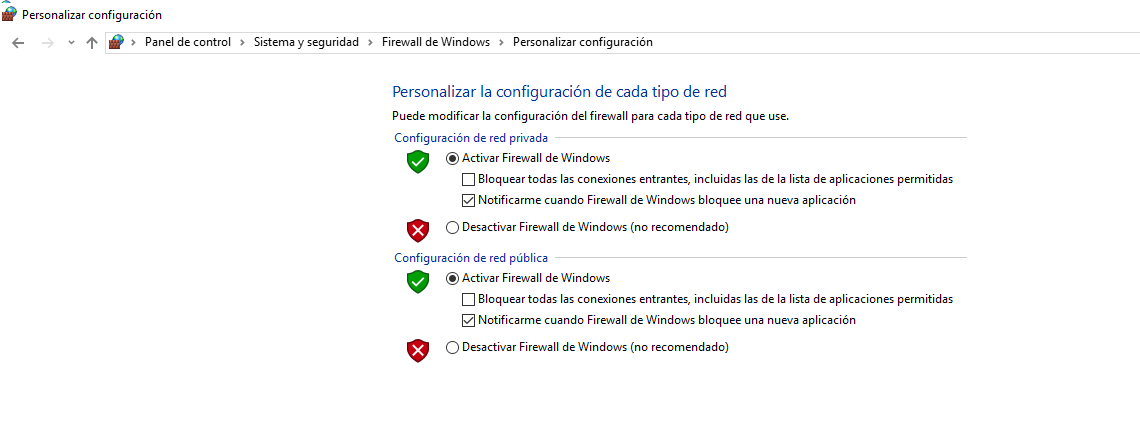 Personalizar configuración
Panel de control > Sistema y seguridad > Firewall de Windows > Personalizar configuración
Personalizar la configuración de cada tipo de red
Puede modificar la configuración del firewall para cada tipo de red que use.
Configuración de red privada
Activar Firewall de Windows
Bloquear todas las conexiones entrantes, incluidas las de la lista de aplicaciones permitidas
Notificarme cuando Firewall de Windows bloquee una nueva aplicación
Desactivar Firewall de Windows (no recomendado)
Configuración de red pública
Activar Firewall de Windows
Bloquear todas las conexiones entrantes, incluidas las de la lista de aplicaciones permitidas
Notificarme cuando Firewall de Windows bloquee una nueva aplicación
Desactivar Firewall de Windows (no recomendado)